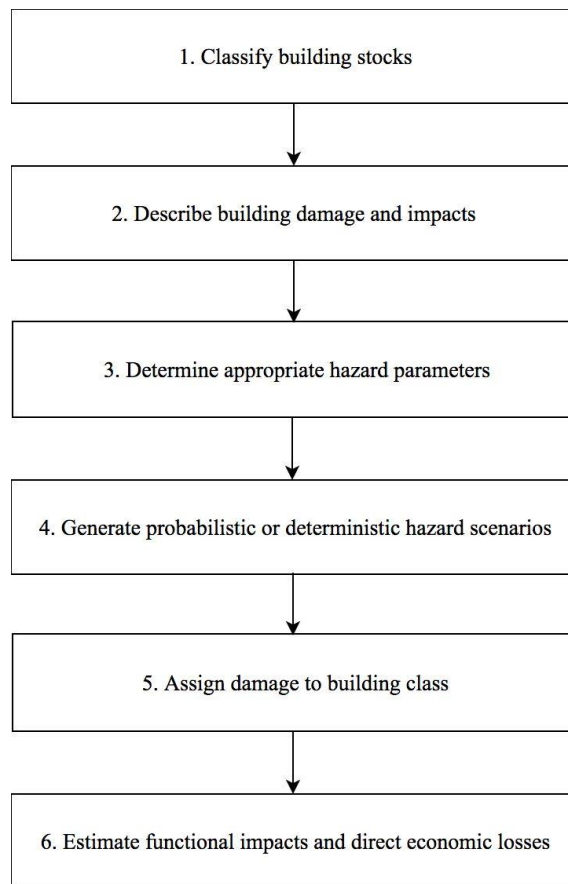 1. Classify building stocks
2. Describe building damage and impacts
3. Determine appropriate hazard parameters
4. Generate probabilistic or deterministic hazard scenarios
5. Assign damage to building class
6. Estimate functional impacts and direct economic losses